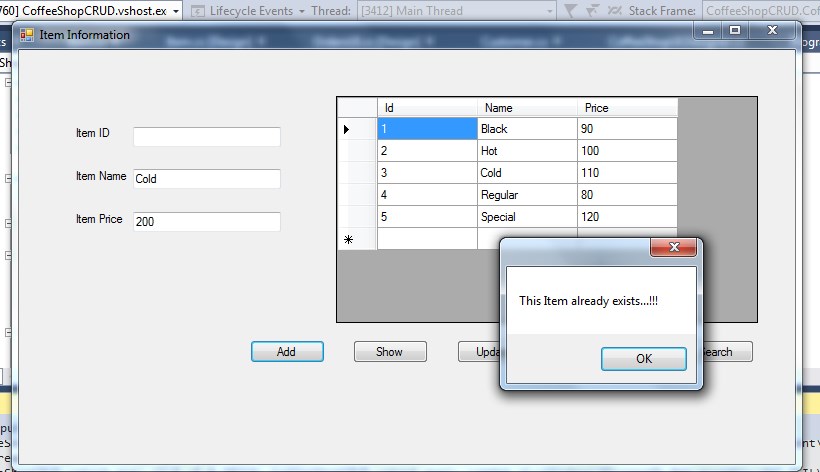 760] CoffeeShopCRUD.vshost.ex Lifecycle Events Thread: [3412] Main Thread Stack Frame: CoffeeShopCRUD.Cof
Item Information
Id Name Price
1 Black 90
2 Hot 100
3 Cold 110
4 Regular 80
5 Special 120
Item ID
Item Name Cold
Item Price 200
This Item already exists...!!!
OK
Add Show Upda earch